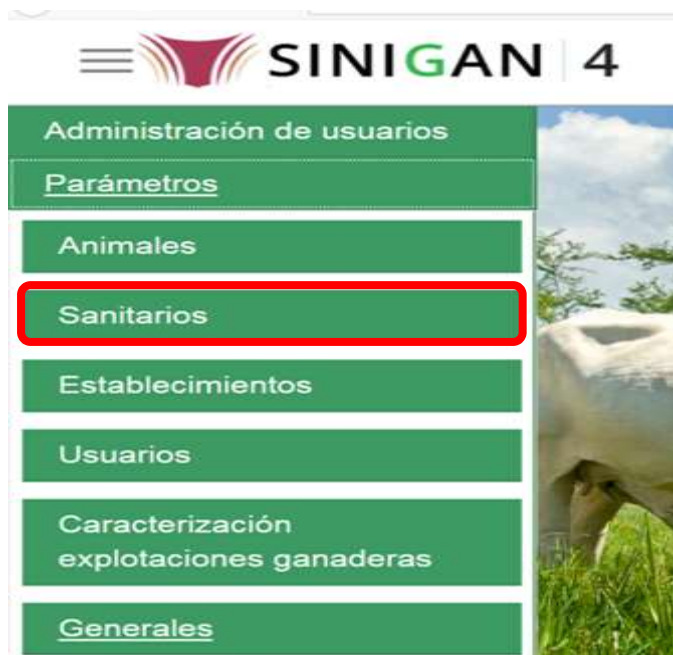 SINIGAN 4
Administración de usuarios
Parámetros
Animales
Sanitarios
Establecimientos
Usuarios
Caracterización
explotaciones ganaderas
Generales